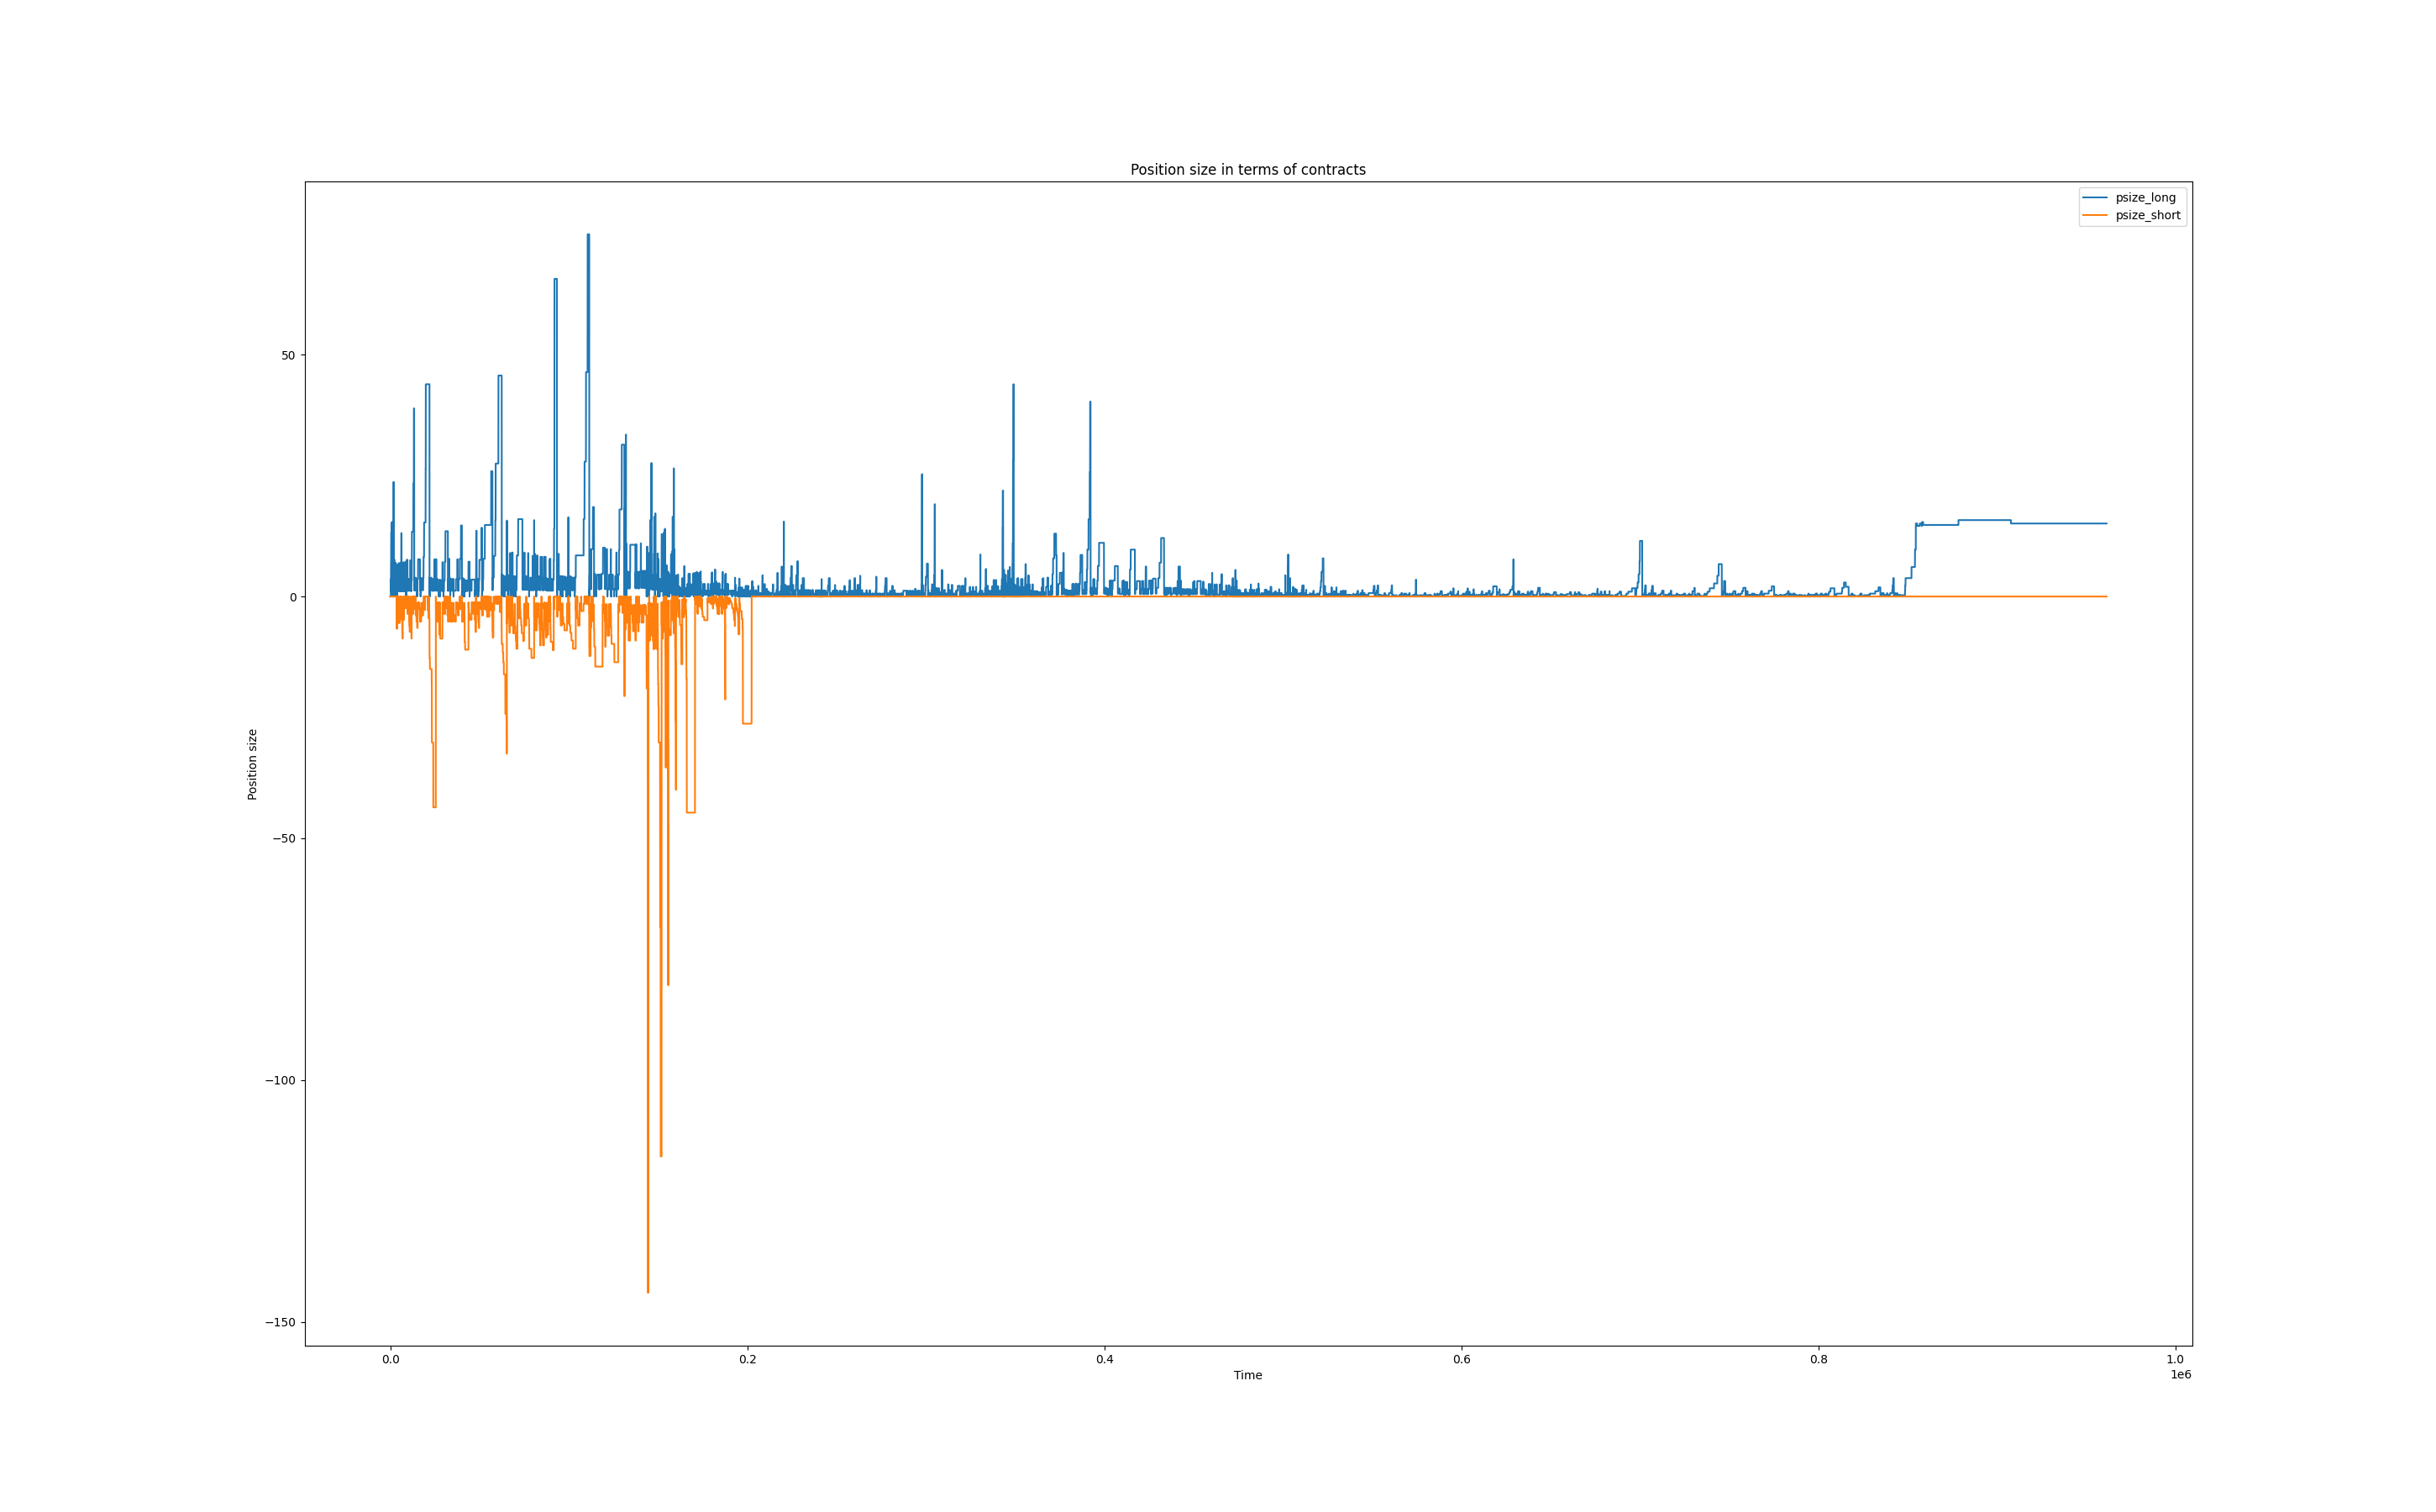 Position size in terms of contracts
psize_long
psize_short
50
0
−50
−100
−150
Position size
0.0
0.2
0.4
0.6
0.8
1.0
1e6
Time